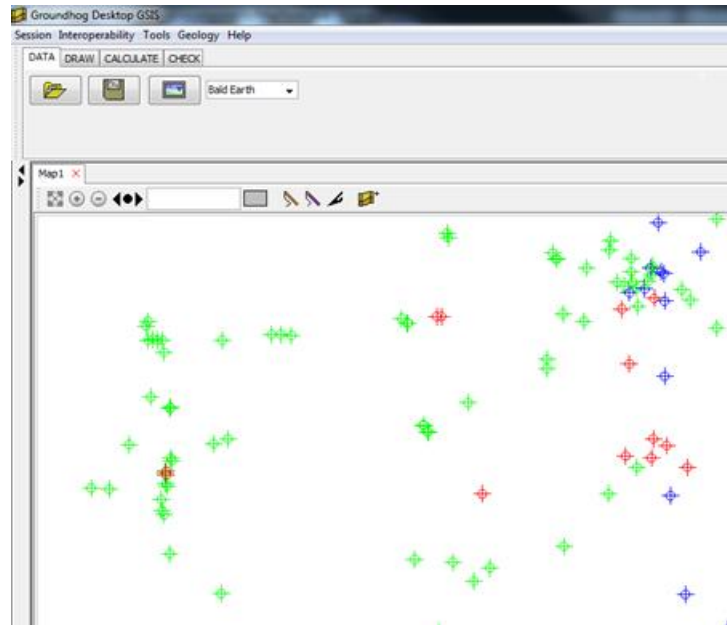 Groundhog Desktop GSIS
Session Interoperability Tools Geology Help
DATA DRAW CALCULATE CHECK
Bald Earth
Map1